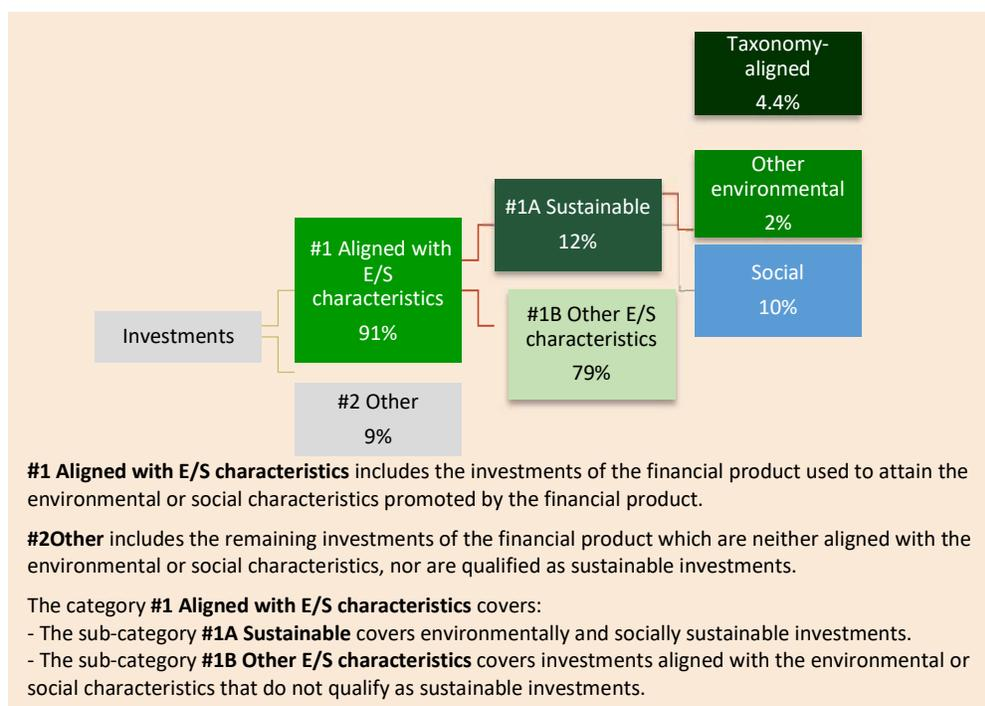 Taxonomy-
aligned
4.4%
Other
environmental
2%
#1A Sustainable
12%
Social
10%
#1 Aligned with
E/S
characteristics
91%
#1B Other E/S
characteristics
79%
Investments
#2 Other
9%
#1 Aligned with E/S characteristics includes the investments of the financial product used to attain the
environmental or social characteristics promoted by the financial product.
#2Other includes the remaining investments of the financial product which are neither aligned with the
environmental or social characteristics, nor are qualified as sustainable investments.
The category #1 Aligned with E/S characteristics covers:
- The sub-category #1A Sustainable covers environmentally and socially sustainable investments.
- The sub-category #1B Other E/S characteristics covers investments aligned with the environmental or
social characteristics that do not qualify as sustainable investments.